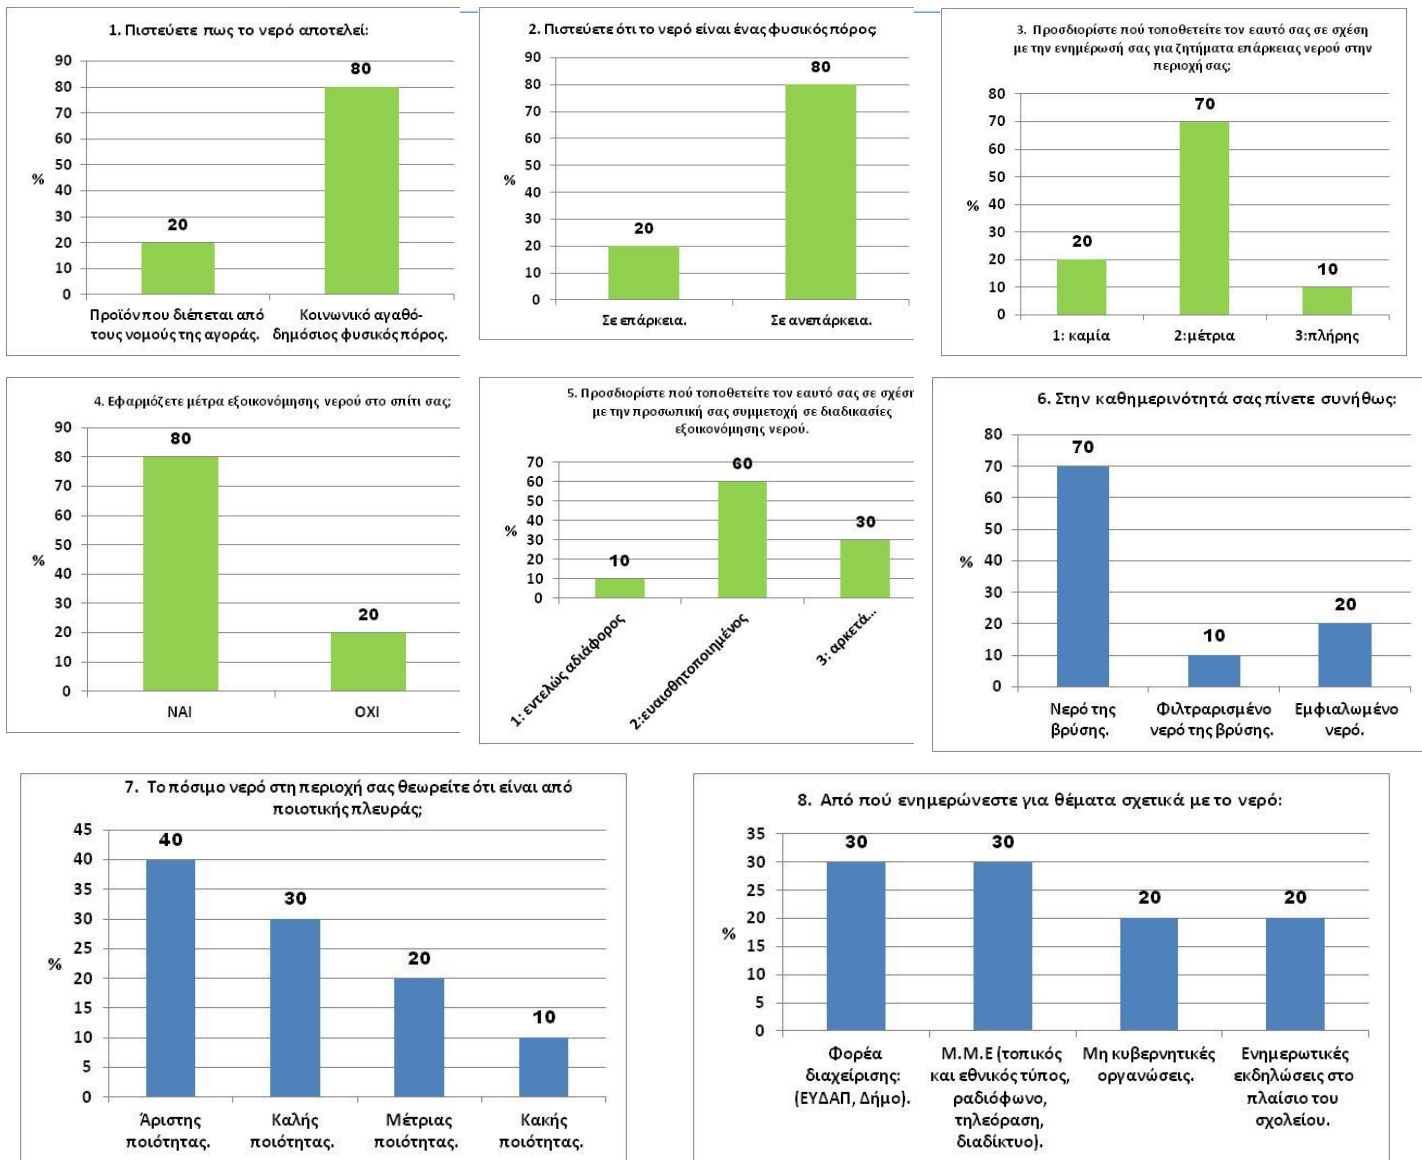 1. Πιστεύετε πως το νερό αποτελεί:
90
80
70
60
50
40
30
20
10
0
%
20
80
Προϊόν που διέπεται από
τους νομούς της αγοράς.
Κοινωνικό αγαθό-
δημόσιος φυσικός πόρος.
2. Πιστεύετε ότι το νερό είναι ένας φυσικός πόρος;
90
80
70
60
50
40
30
20
10
0
%
20
80
Σε επάρκεια.
Σε ανεπάρκεια.
3. Προσδιορίστε πού τοποθετείτε τον εαυτό σας σε σχέση
με την ενημέρωσή σας για ζητήματα επάρκειας νερού στην
περιοχή σας;
80
70
60
50
40
30
20
10
0
%
20
70
10
1: καμία
2:μέτρια
3:πλήρης
4. Εφαρμόζετε μέτρα εξοικονόμησης νερού στο σπίτι σας;
90
80
70
60
50
40
30
20
10
0
%
80
20
ΝΑΙ
ΟΧΙ
5. Προσδιορίστε πού τοποθετείτε τον εαυτό σας σε σχέση
με την προσωπική σας συμμετοχή σε διαδικασίες
εξοικονόμησης νερού.
70
60
50
40
30
20
10
0
%
10
60
30
1: εντελώς αδιάφορος
2:ευαισθητοποιημένος
3: αρκετά...
6. Στην καθημερινότητά σας πίνετε συνήθως:
80
70
60
50
40
30
20
10
0
%
70
10
20
Νερό της
βρύσης.
Φιλτραρισμένο
νερό της βρύσης.
Εμφιαλωμένο
νερό.
7. Το πόσιμο νερό στη περιοχή σας θεωρείτε ότι είναι από
ποιοτικής πλευράς;
45
40
35
30
25
20
15
10
5
0
%
40
30
20
10
Άριστης
ποιότητας.
Καλής
ποιότητας.
Μέτριας
ποιότητας.
Κακής
ποιότητας.
8. Από πού ενημερώνεστε για θέματα σχετικά με το νερό:
35
30
25
20
15
10
5
0
%
30
30
20
20
Φορέα
διαχείρισης:
(ΕΥΔΑΠ, Δήμο).
Μ.Μ.Ε (τοπικός
και εθνικός τύπος,
ραδιόφωνο,
τηλεόραση,
διαδίκτυο).
Μη κυβερνητικές
οργανώσεις.
Ενημερωτικές
εκδηλώσεις στο
πλαίσιο του
σχολείου.